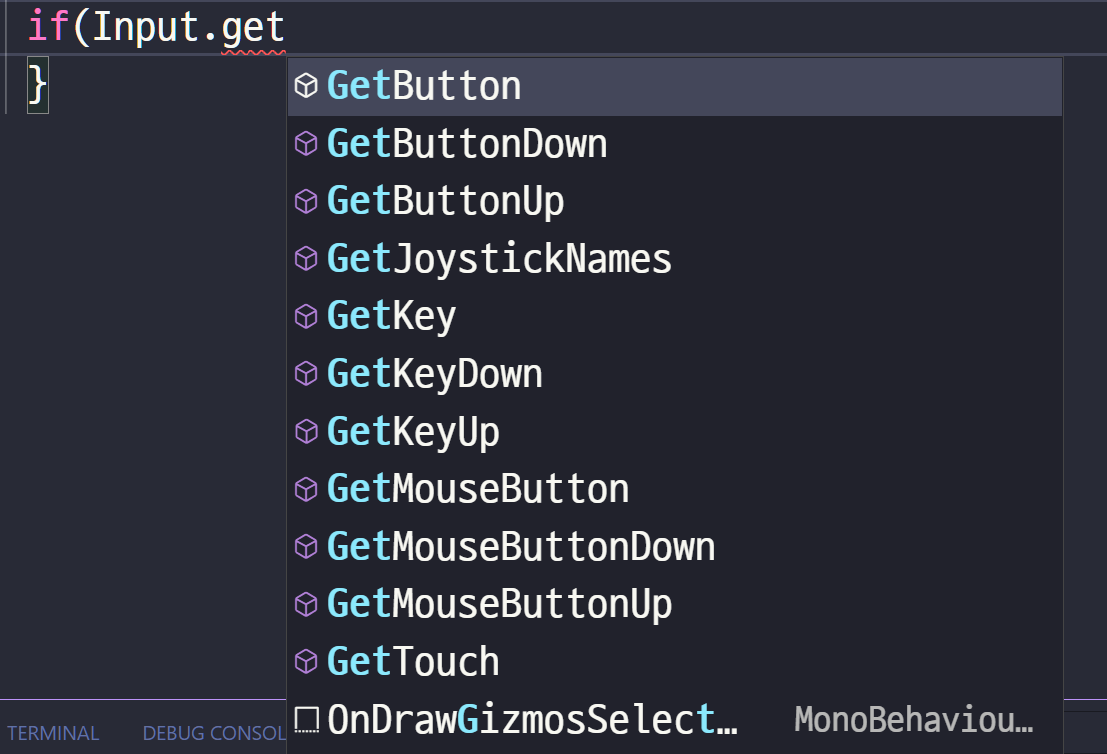 if(Input.get
}
GetButton
GetButtonDown
GetButtonUp
GetJoystickNames
GetKey
GetKeyDown
GetKeyUp
GetMouseButton
GetMouseButtonDown
GetMouseButtonUp
GetTouch
OnDrawGizmosSelect… MonoBehaviou…
TERMINAL DEBUG CONSOL